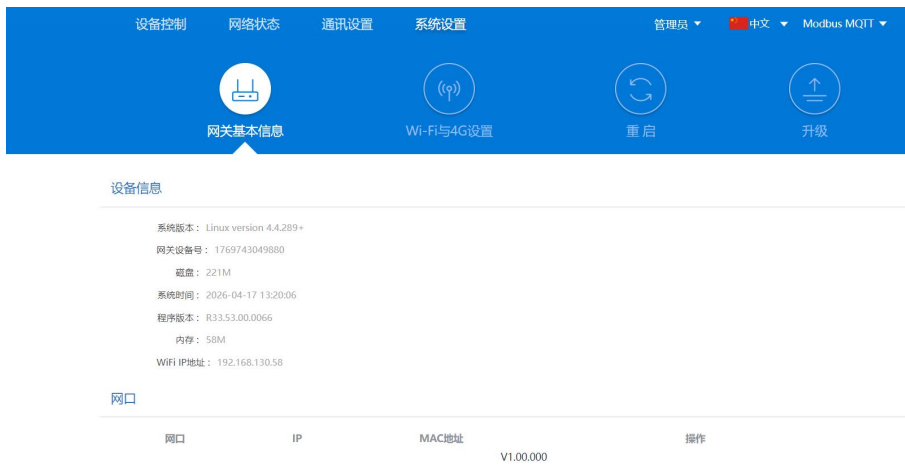 设备控制 网络状态 通讯设置 系统设置 管理员 中文 Modbus MQTT
网关基本信息 Wi-Fi与4G设置 重启 升级
设备信息
系统版本： Linux version 4.4.289+
网关设备号： 1769743049880
磁盘： 221M
系统时间： 2026-04-17 13:20:06
程序版本： R33.53.00.0066
内存： 58M
WiFi IP地址： 192.168.130.58
网口
网口 IP MAC地址 操作
V1.00.000